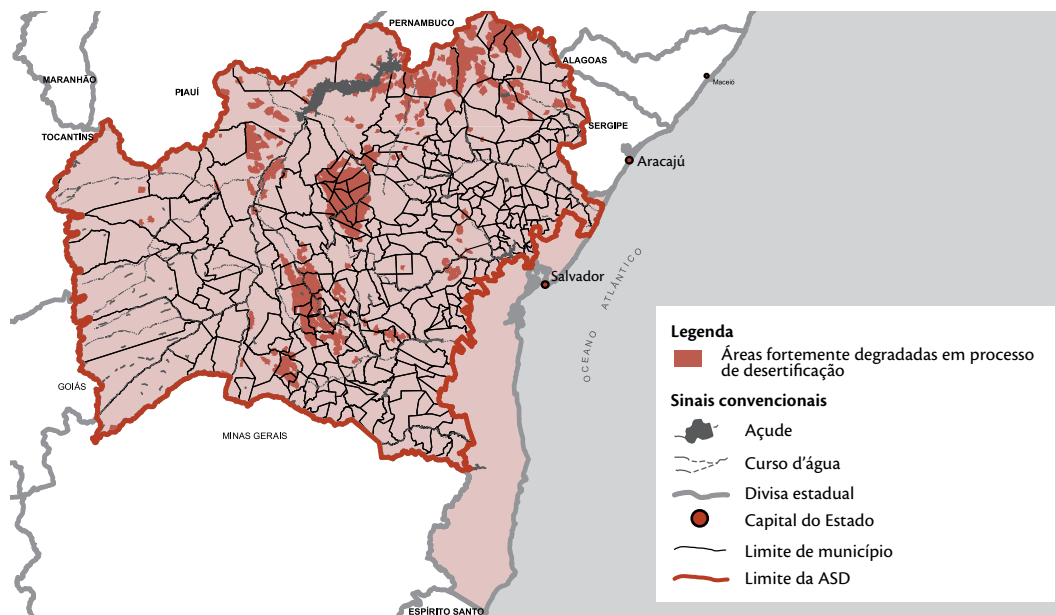 PERNAMBUCO
ALAGOAS
MARANHÃO
Maceió
PIAUÍ
TOCANTÍNS
SERGIPE
Aracajú
Salvador
OCEANO ATLÂNTICO
GOIÁS
MINAS GERAIS
ESPÍRITO SANTO
Legenda
Áreas fortemente degradadas em processo
de desertificação
Sinais convencionais
Açude
Curso d'água
Divisa estadual
Capital do Estado
Limite de município
Limite da ASD